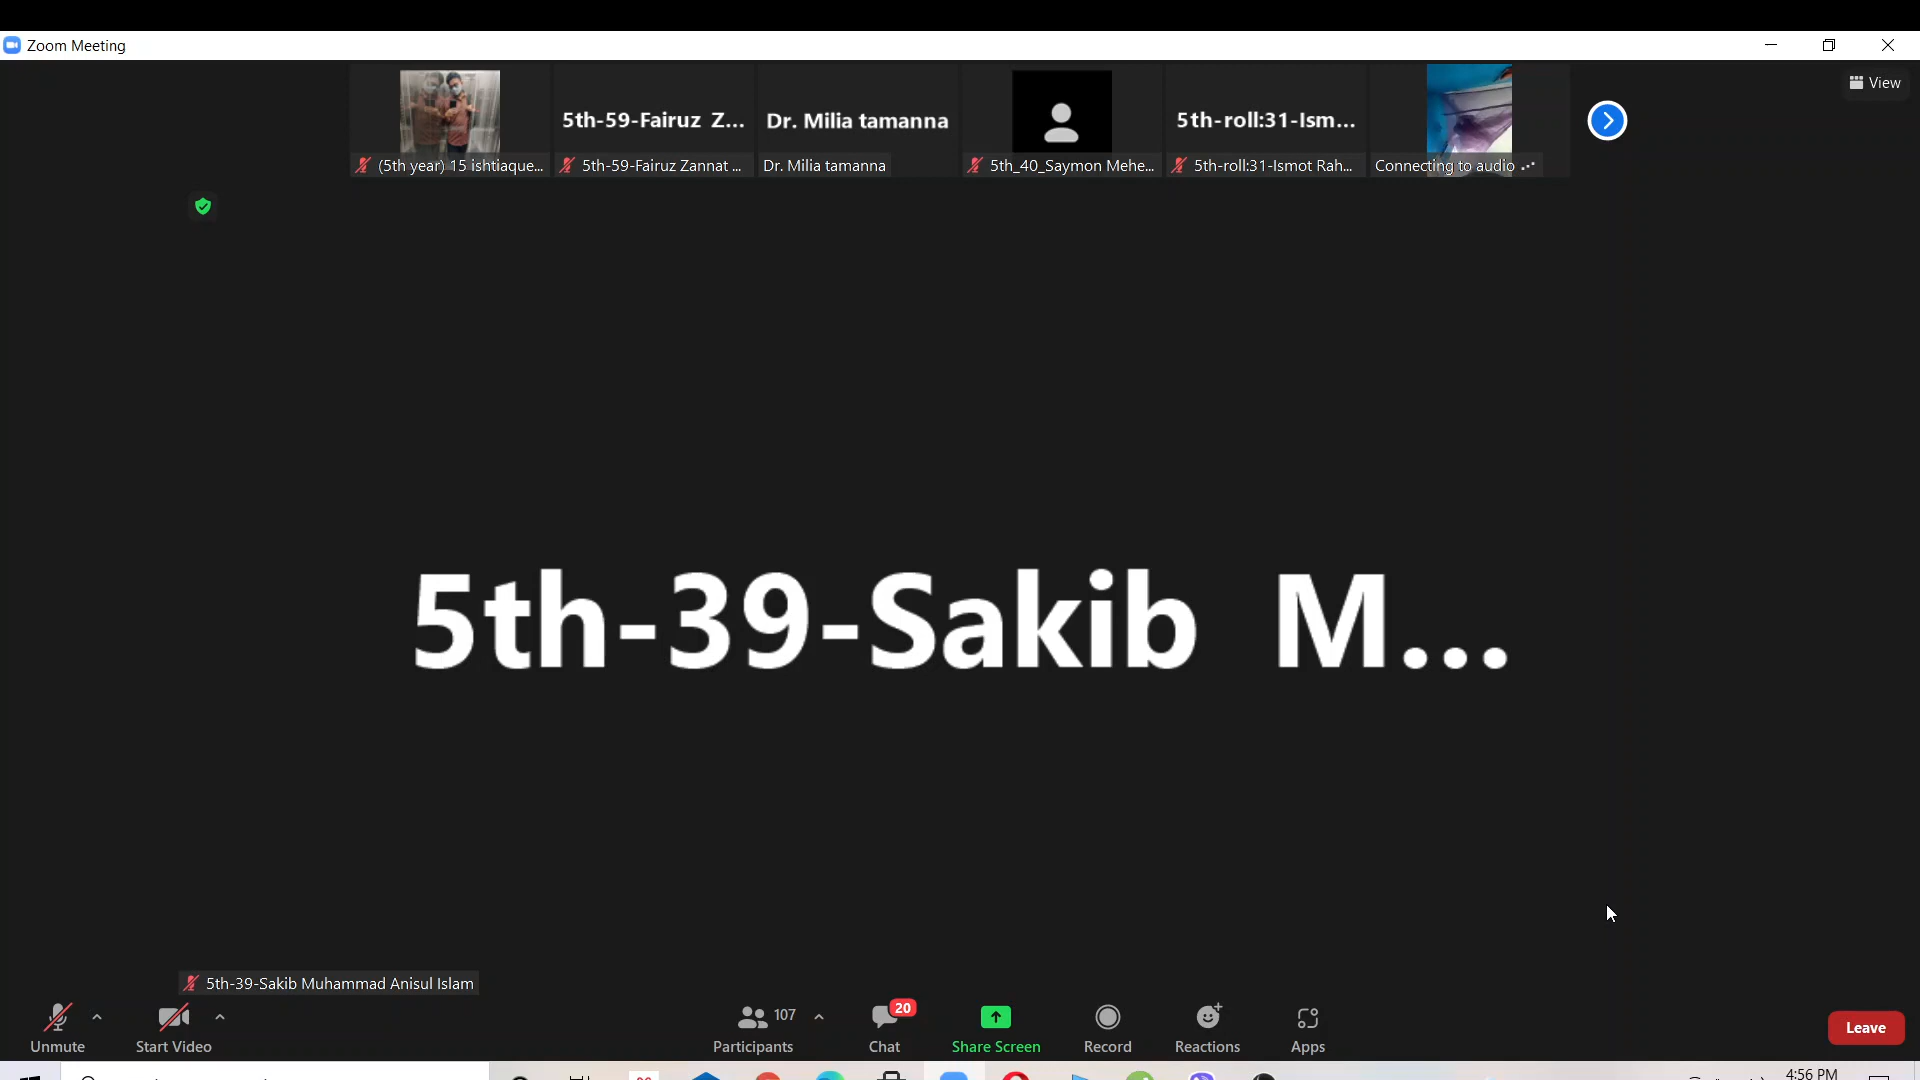 Zoom Meeting
View
5th-59-Fairuz Z...
Dr. Milia tamanna
5th-roll:31-Ism...
(5th year) 15 ishtiaque...
5th-59-Fairuz Zannat ...
Dr. Milia tamanna
5th_40_Saymon Mehe...
5th-roll:31-Ismot Rah...
Connecting to audio
5th-39-Sakib M...
5th-39-Sakib Muhammad Anisul Islam
107
20
Unmute
Start Video
Participants
Chat
Share Screen
Record
Reactions
Apps
Leave
4:56 PM